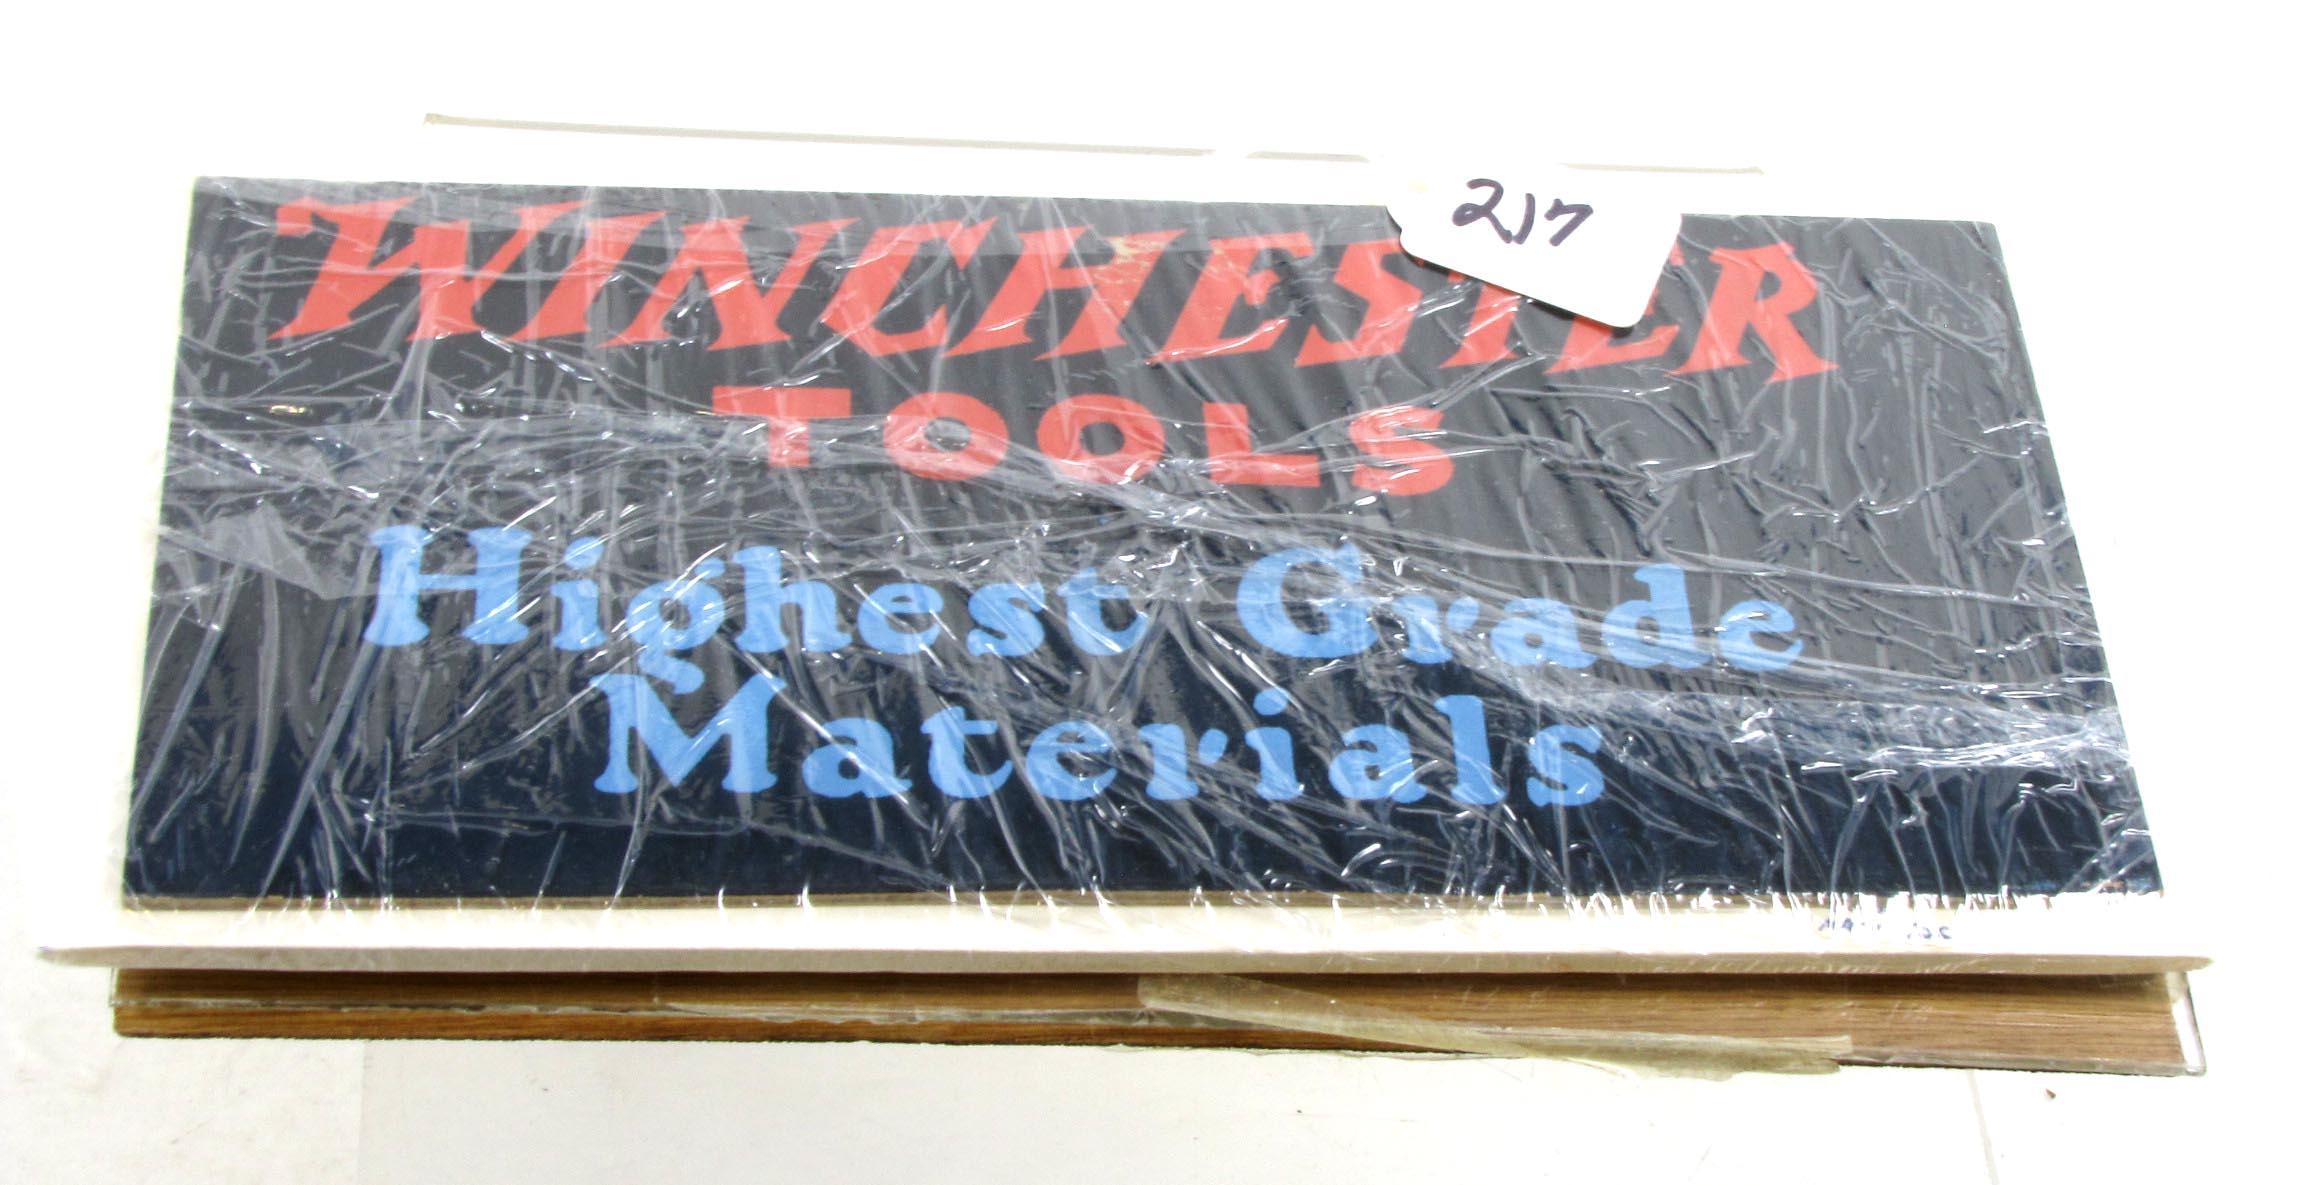 217
WINCHESTER
TOOLS
Highest Grade
Materials